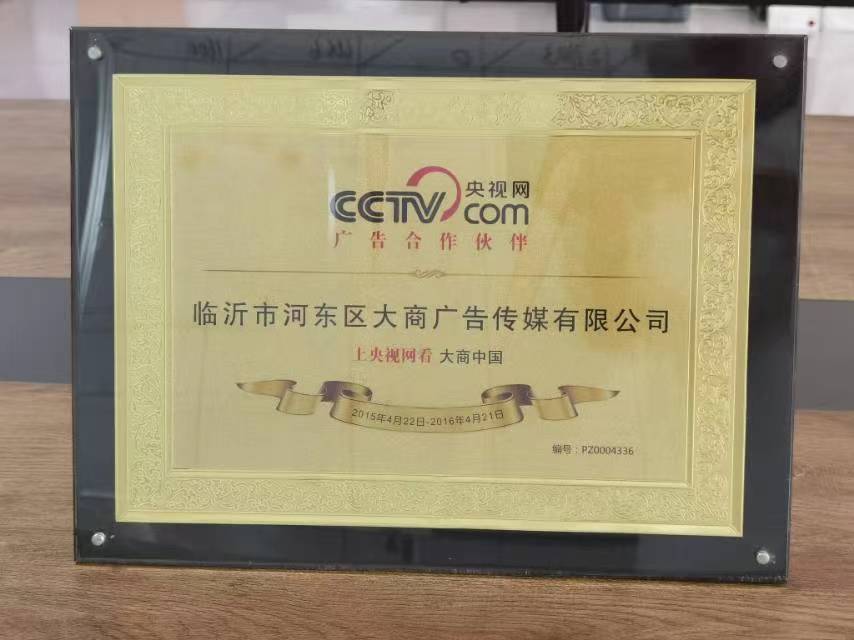 CCTV 央视网
com
广告合作伙伴
临沂市河东区大商广告传媒有限公司
上央视网看 大商中国
2015年4月22日-2016年4月21日
编号：PZ0004336